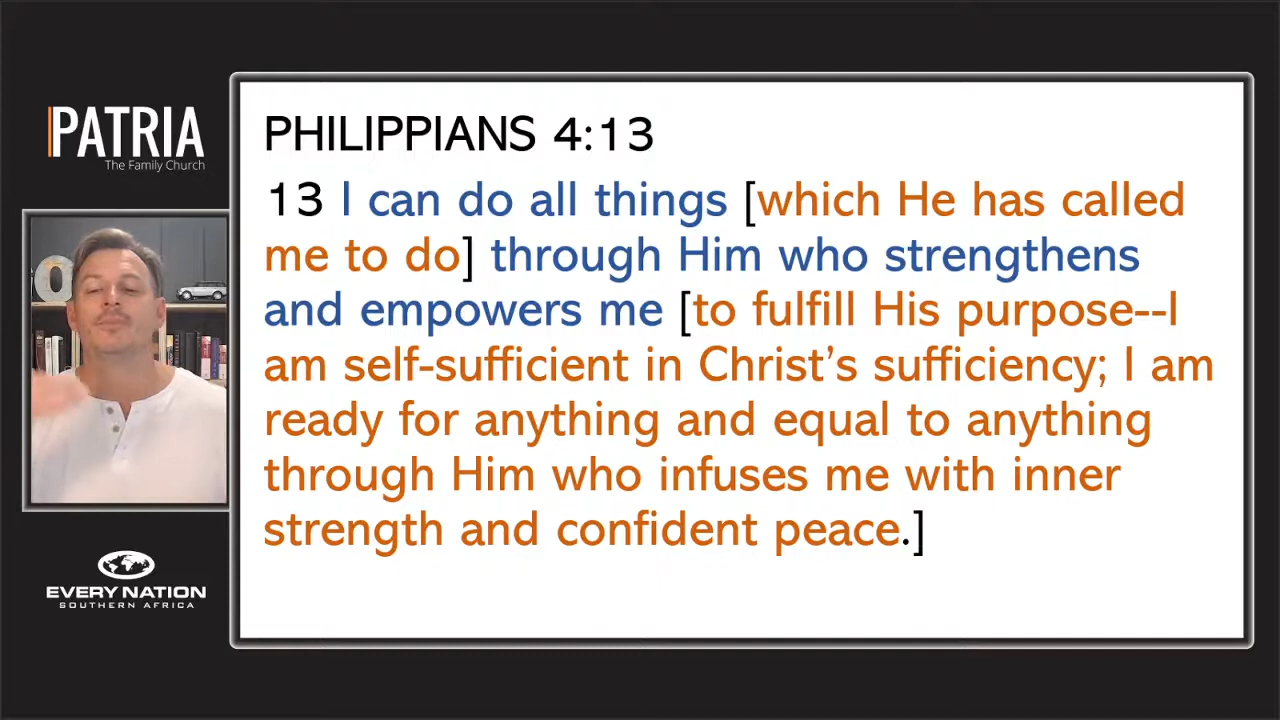 PATRIA
The Family Church
EVERY NATION
SOUTHERN AFRICA
PHILIPPIANS 4:13
13 I can do all things [which He has called
me to do] through Him who strengthens
and empowers me [to fulfill His purpose--I
am self-sufficient in Christ’s sufficiency; I am
ready for anything and equal to anything
through Him who infuses me with inner
strength and confident peace.]